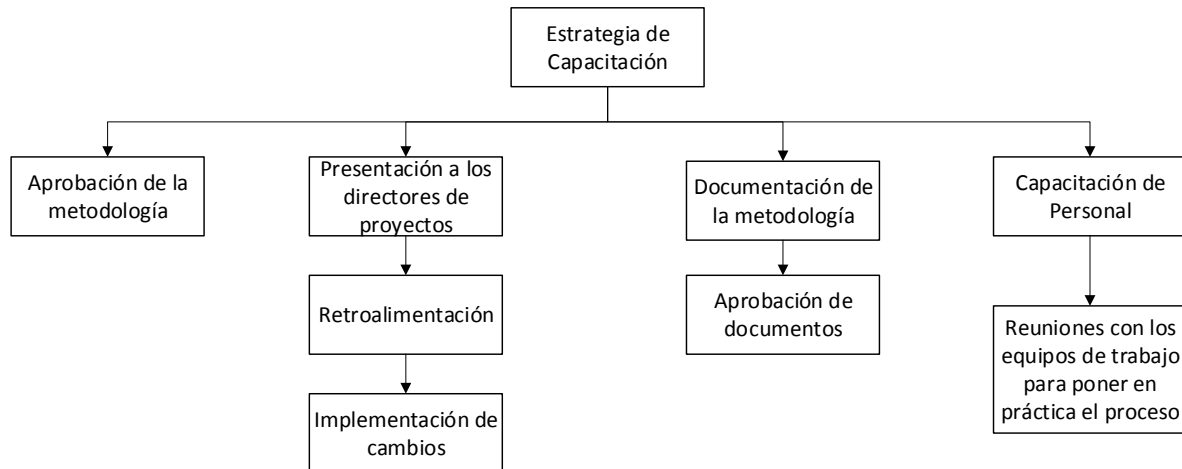 Estrategia de
Capacitación
Aprobación de la
metodología
Presentación a los
directores de
proyectos
Documentación de
la metodología
Capacitación de
Personal
Retroalimentación
Aprobación de
documentos
Reuniones con los
equipos de trabajo
para poner en
práctica el proceso
Implementación de
cambios